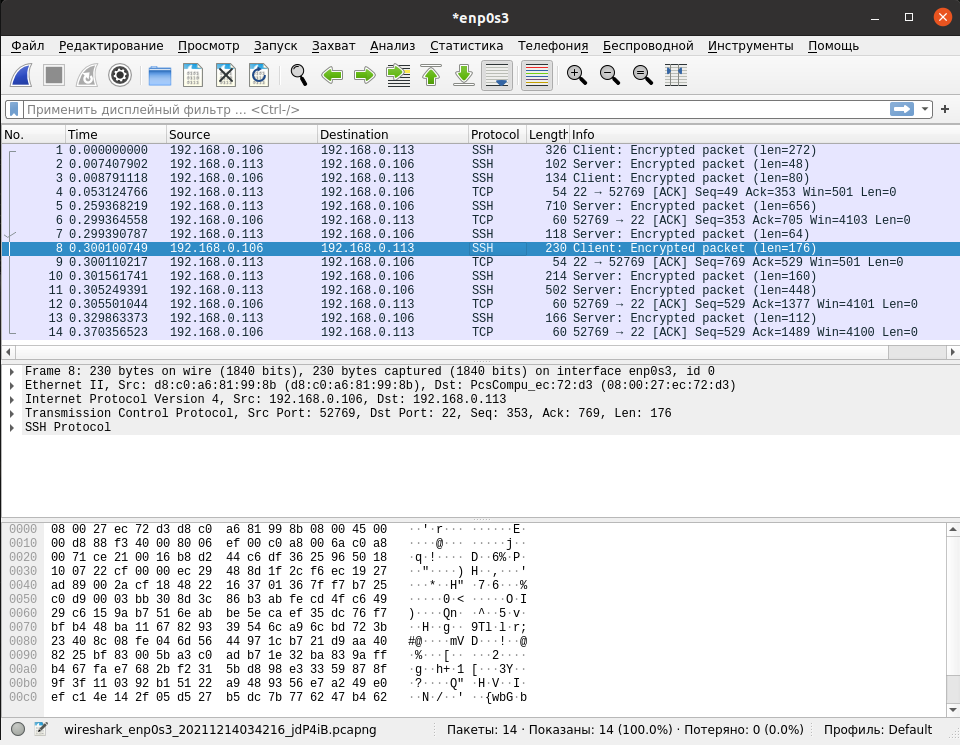 *enp0s3
Файл Редактирование Просмотр Запуск Захват Анализ Статистика Телефония Беспроводной Инструменты Помощь
Применить дисплейный фильтр ... <Ctrl-/>
No. Time Source Destination Protocol Length Info
1 0.000000000 192.168.0.106 192.168.0.113 SSH 326 Client: Encrypted packet (len=272)
2 0.007407902 192.168.0.113 192.168.0.106 SSH 102 Server: Encrypted packet (len=48)
3 0.008791118 192.168.0.106 192.168.0.113 SSH 134 Client: Encrypted packet (len=80)
4 0.053124766 192.168.0.113 192.168.0.106 TCP 54 22 → 52769 [ACK] Seq=49 Ack=353 Win=501 Len=0
5 0.259368219 192.168.0.113 192.168.0.106 SSH 710 Server: Encrypted packet (len=656)
6 0.299364558 192.168.0.106 192.168.0.113 TCP 60 52769 → 22 [ACK] Seq=353 Ack=705 Win=4103 Len=0
7 0.299390787 192.168.0.113 192.168.0.106 SSH 118 Server: Encrypted packet (len=64)
8 0.300100749 192.168.0.106 192.168.0.113 SSH 230 Client: Encrypted packet (len=176)
9 0.300110217 192.168.0.113 192.168.0.106 TCP 54 22 → 52769 [ACK] Seq=769 Ack=529 Win=501 Len=0
10 0.301561741 192.168.0.113 192.168.0.106 SSH 214 Server: Encrypted packet (len=160)
11 0.305249391 192.168.0.113 192.168.0.106 SSH 502 Server: Encrypted packet (len=448)
12 0.305501044 192.168.0.106 192.168.0.113 TCP 60 52769 → 22 [ACK] Seq=529 Ack=1377 Win=4101 Len=0
13 0.329863373 192.168.0.113 192.168.0.106 SSH 166 Server: Encrypted packet (len=112)
14 0.370356523 192.168.0.106 192.168.0.113 TCP 60 52769 → 22 [ACK] Seq=529 Ack=1489 Win=4100 Len=0
Frame 8: 230 bytes on wire (1840 bits), 230 bytes captured (1840 bits) on interface enp0s3, id 0
Ethernet II, Src: d8:c0:a6:81:99:8b (d8:c0:a6:81:99:8b), Dst: PcsCompu_ec:72:d3 (08:00:27:ec:72:d3)
Internet Protocol Version 4, Src: 192.168.0.106, Dst: 192.168.0.113
Transmission Control Protocol, Src Port: 52769, Dst Port: 22, Seq: 353, Ack: 769, Len: 176
SSH Protocol
0000 08 00 27 ec 72 d3 d8 c0 a6 81 99 8b 08 00 45 00 ··'·r··· ······E·
0010 00 d8 88 f3 40 00 80 06 ef 00 c0 a8 00 6a c0 a8 ····@··· ·····j··
0020 00 71 ce 21 00 16 b8 d2 44 c6 df 36 25 96 50 18 ·q·!···· D··6%·P·
0030 10 07 22 cf 00 00 ec 29 48 8d 1f 2c f6 ec 19 27 ··"····) H··,···'
0040 ad 89 00 2a cf 18 48 22 16 37 01 36 7f f7 b7 25 ···*··H" ·7·6···%
0050 c0 d9 00 03 bb 30 8d 3c 86 b3 ab fe cd 4f c6 49 ·····0·< ·····O·I
0060 29 c6 15 9a b7 51 6e ab be 5e ca ef 35 dc 76 f7 )····Qn· ·^··5·v·
0070 bf b4 48 ba 11 67 82 93 39 54 6c a9 6c bd 72 3b ··H··g·· 9Tl·l·r;
0080 23 40 8c 08 fe 04 6d 56 44 97 1c b7 21 d9 aa 40 #@····mV D···!··@
0090 82 25 bf 83 00 5b a3 c0 ad b7 1e 32 ba 83 9a ff ·%···[·· ···2····
00a0 b4 67 fa e7 68 2b f2 31 5b d8 98 e3 33 59 87 8f ·g··h+·1 [···3Y··
00b0 9f 3f 11 03 92 b1 51 22 a9 48 93 56 e7 a2 49 e0 ·?····Q" ·H·V··I·
00c0 ef c1 4e 14 2f 05 d5 27 b5 dc 7b 77 62 47 b4 62 ··N·/··' ··{wbG·b
wireshark_enp0s3_20211214034216_jdP4iB.pcapng Пакеты: 14 · Показаны: 14 (100.0%) · Потеряно: 0 (0.0%) Профиль: Default